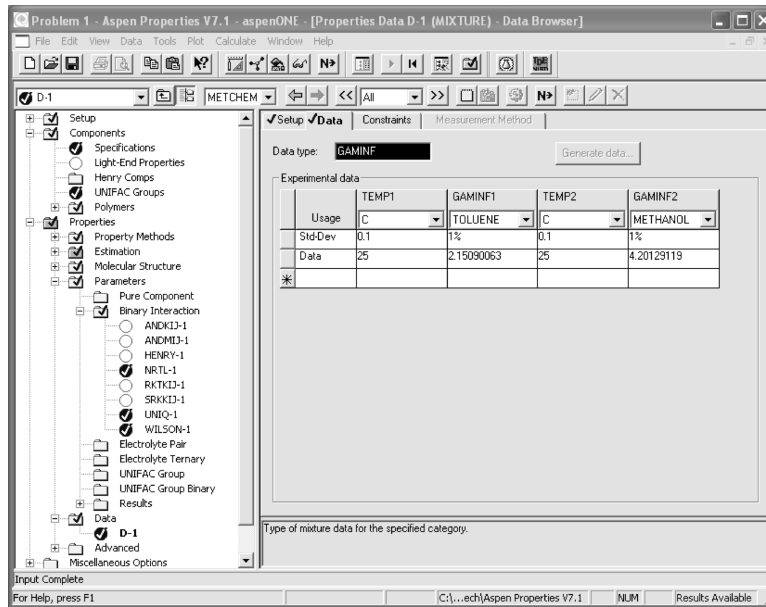 Problem 1 - Aspen Properties V7.1 - aspenONE - [Properties Data D-1 (MIXTURE) - Data Browser]
File Edit View Data Tools Plot Calculate Window Help
N>
D-1 METCHEM << All >> N>
Setup
Components
Specifications
Light-End Properties
Henry Comps
UNIFAC Groups
Polymers
Properties
Property Methods
Estimation
Molecular Structure
Parameters
Pure Component
Binary Interaction
ANDKIJ-1
ANDMIJ-1
HENRY-1
NRTL-1
RKTKIJ-1
SRKKIJ-1
UNIQ-1
WILSON-1
Electrolyte Pair
Electrolyte Ternary
UNIFAC Group
UNIFAC Group Binary
Results
Data
D-1
Advanced
Miscellaneous Options
Setup Data Constraints Measurement Method
Data type: GAMINF Generate data...
Experimental data
TEMP1 GAMINF1 TEMP2 GAMINF2
Usage C TOLUENE C METHANOL
Std-Dev 0.1 1% 0.1 1%
Data 25 2.15090063 25 4.20129119
Type of mixture data for the specified category.
Input Complete
For Help, press F1 C:\...ech\Aspen Properties V7.1 NUM Results Available